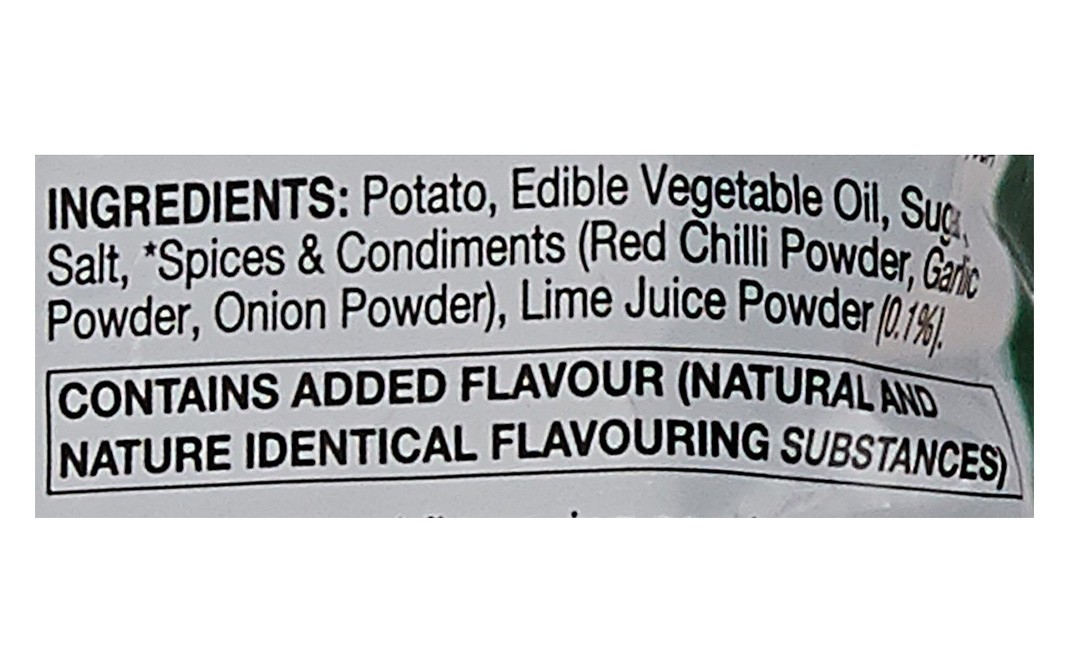 INGREDIENTS: Potato, Edible Vegetable Oil,
Salt, *Spices & Condiments (Red Chilli Powder, Garlic
Powder, Onion Powder), Lime Juice Powder (0.1%).
CONTAINS ADDED FLAVOUR (NATURAL AND
NATURE IDENTICAL FLAVOURING SUBSTANCES)